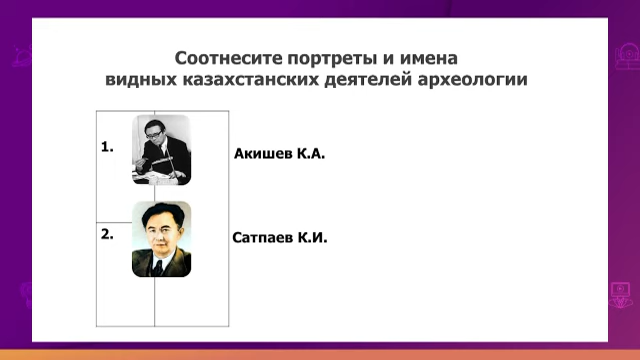 Соотнесите портреты и имена
видных казахстанских деятелей археологии
1.
Акишев К.А.
2.
Сатпаев К.И.